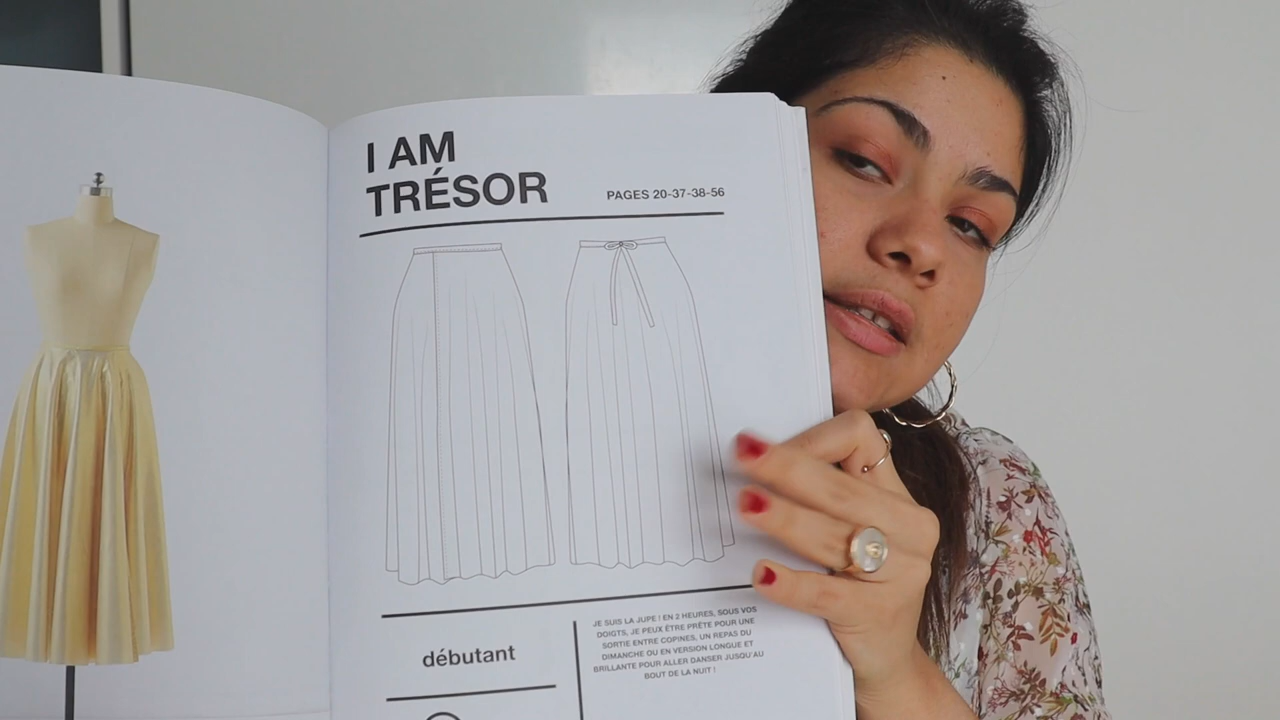 I AM
TRÉSOR
PAGES 20-37-38-56
débutant
JE SUIS LA JUPE ! EN 2 HEURES, SOUS VOS
DOIGTS, JE PEUX ÊTRE PRÊTE POUR UNE
SORTIE ENTRE COPINES, UN REPAS DU
DIMANCHE OU EN VERSION LONGUE ET
BRILLANTE POUR ALLER DANSER JUSQU'AU
BOUT DE LA NUIT !